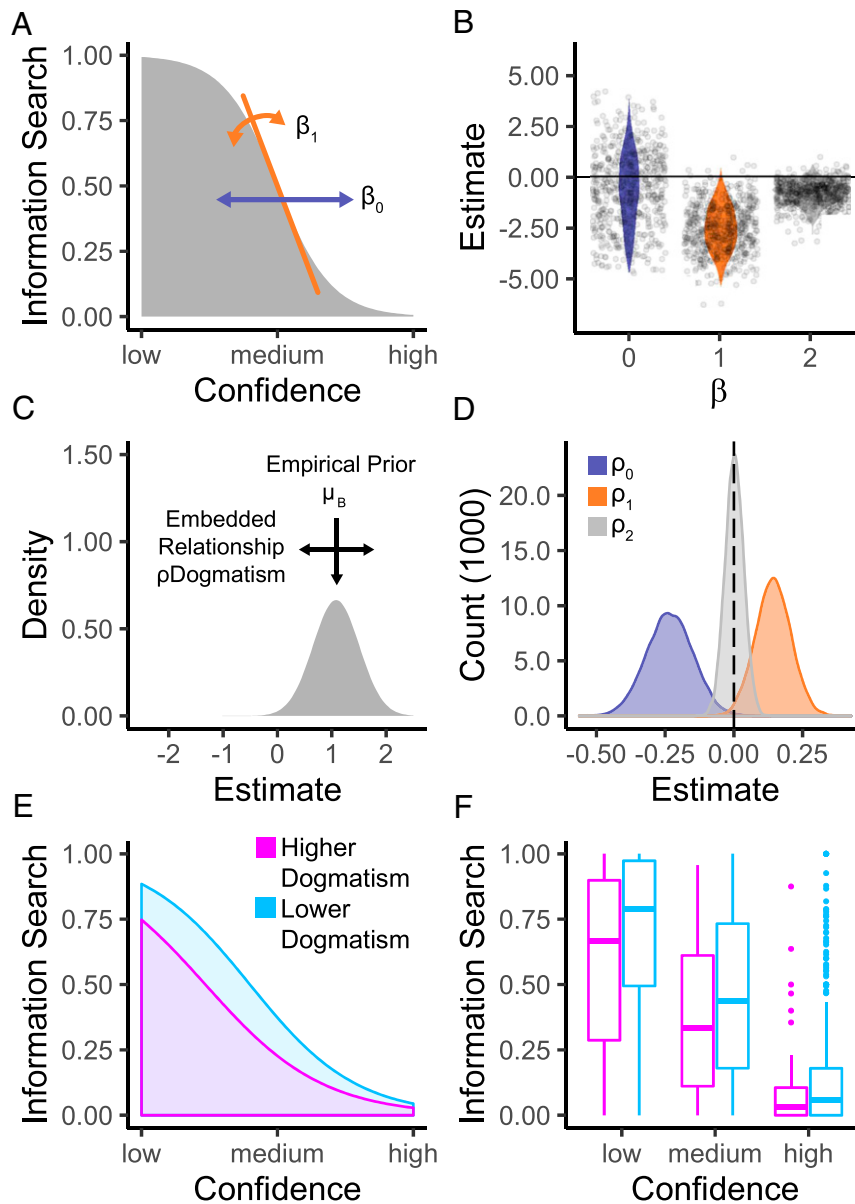 A
Information Search
1.00
0.75
0.50
0.25
0.00
β1
β0
low medium high
Confidence
B
Estimate
5.00
2.50
0.00
-2.50
-5.00
0 1 2
β
C
Density
1.50
1.00
0.50
0.00
Empirical Prior
μB
Embedded
Relationship
ρDogmatism
-2 -1 0 1 2
Estimate
D
Count (1000)
20.0
15.0
10.0
5.0
0.0
ρ0
ρ1
ρ2
-0.50 -0.25 0.00 0.25
Estimate
E
Information Search
1.00
0.75
0.50
0.25
0.00
Higher
Dogmatism
Lower
Dogmatism
low medium high
Confidence
F
Information Search
1.00
0.75
0.50
0.25
0.00
low medium high
Confidence